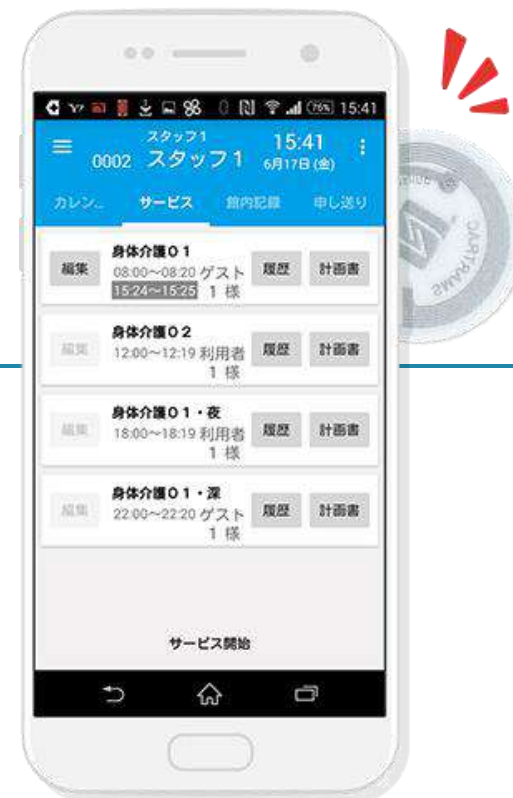 76% 15:41
スタッフ1
0002 スタッフ1
15:41
6月17日(金)
カレン... サービス 館内記録 申し送り
身体介護01
編集 08:00～08:20 ゲスト 履歴 計画書
15:24～15:25 1 様
身体介護02
編集 12:00～12:19 利用者 履歴 計画書
1 様
身体介護01・夜
編集 18:00～18:19 利用者 履歴 計画書
1 様
身体介護01・深
編集 22:00～22:20 ゲスト 履歴 計画書
1 様
サービス開始
SMARTRAC